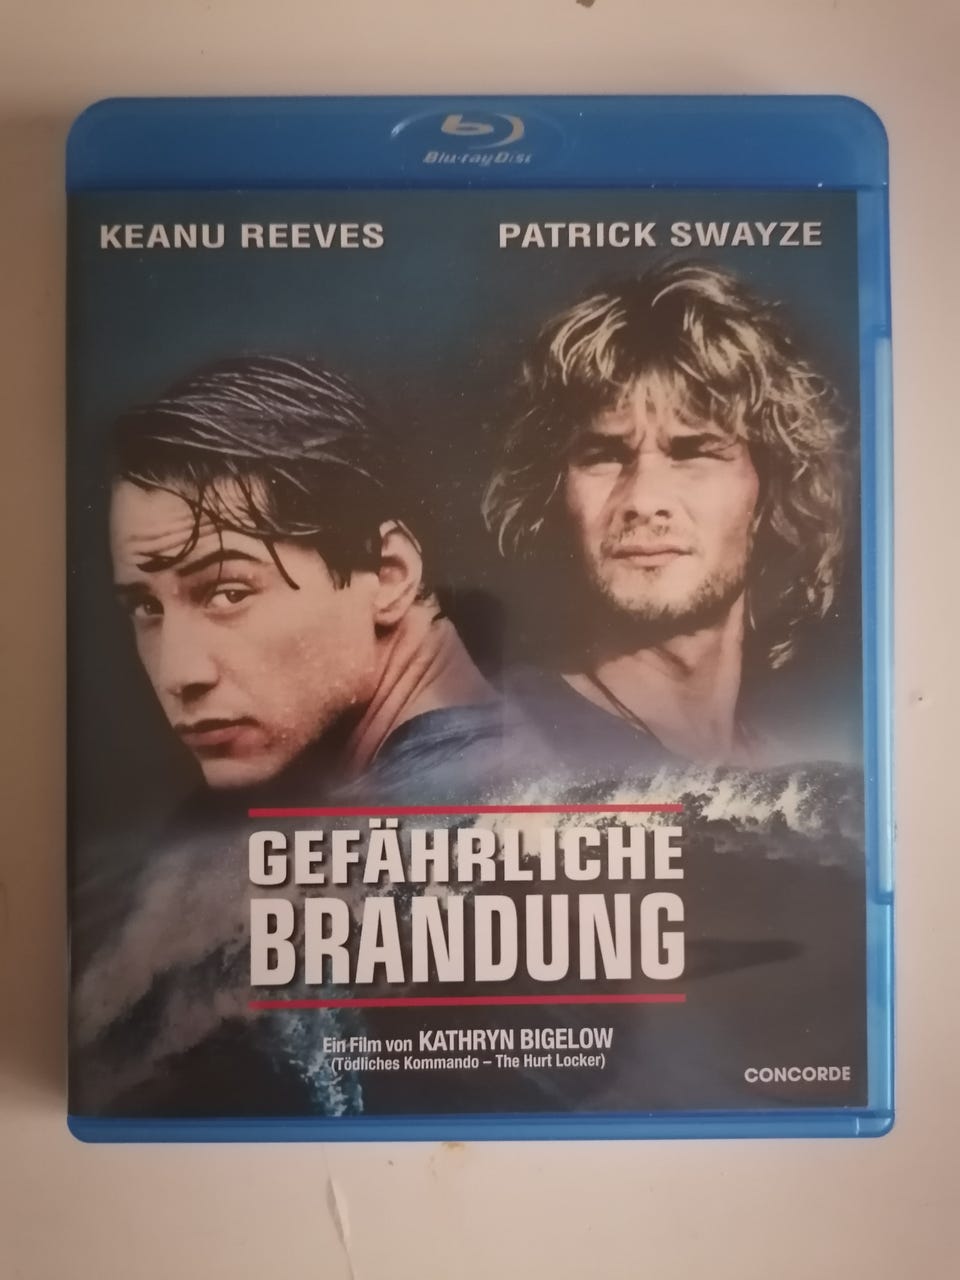 Blu-ray Disc
KEANU REEVES
PATRICK SWAYZE
GEFÄHRLICHE
BRANDUNG
Ein Film von KATHRYN BIGELOW
(Tödliches Kommando – The Hurt Locker)
CONCORDE